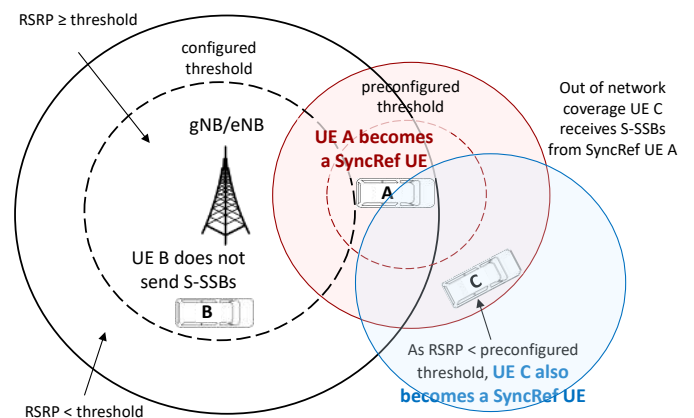 RSRP ≥ threshold
configured
threshold
gNB/eNB
preconfigured
threshold
UE A becomes
a SyncRef UE
A
Out of network
coverage UE C
receives S-SSBs
from SyncRef UE A
UE B does not
send S-SSBs
B
C
As RSRP < preconfigured
threshold, UE C also
becomes a SyncRef UE
RSRP < threshold